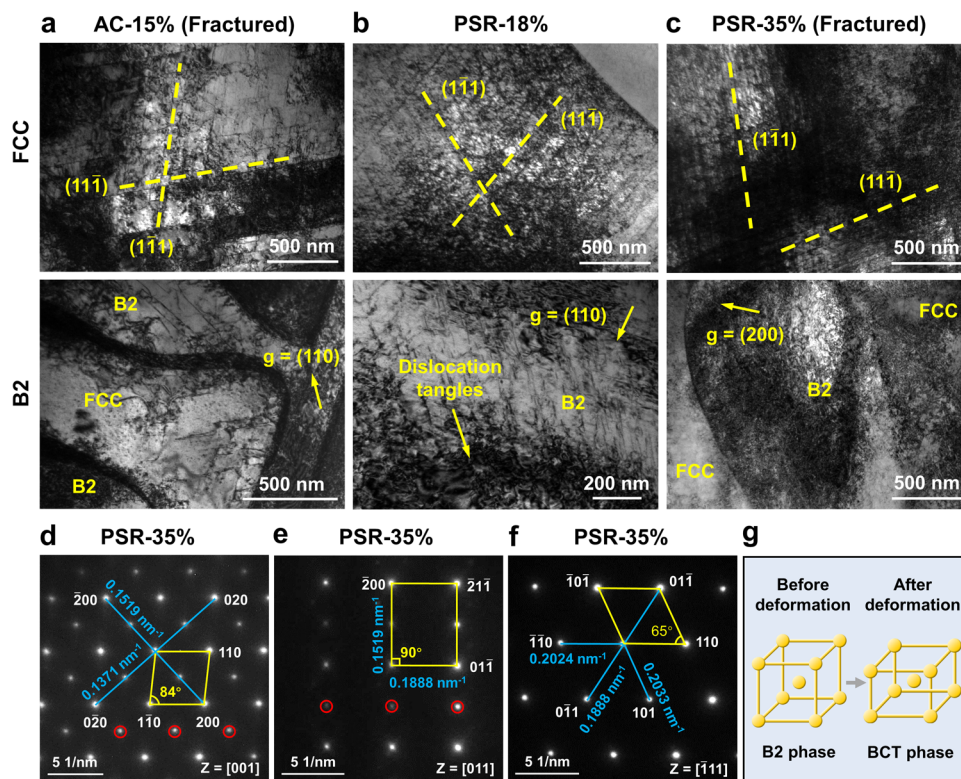 a AC-15% (Fractured)
b PSR-18%
c PSR-35% (Fractured)
FCC
(11̄1)
(111̄)
500 nm
(11̄1)
(111̄)
500 nm
(11̄1)
(111̄)
500 nm
B2
B2
g = (110)
FCC
B2
500 nm
g = (110)
Dislocation
tangles
B2
200 nm
FCC
g = (200)
B2
FCC
500 nm
d PSR-35%
2̄00
020
0.1519 nm⁻¹
110
0.1371 nm⁻¹
84°
02̄0
11̄0
200
5 1/nm
Z = [001]
e PSR-35%
2̄00
2̄11̄
0.1519 nm⁻¹
90°
011̄
0.1888 nm⁻¹
5 1/nm
Z = [011]
f PSR-35%
1̄01̄
011̄
65°
1̄1̄0
110
0.2024 nm⁻¹
0.1888 nm⁻¹
0.2033 nm⁻¹
01̄1
101
5 1/nm
Z = [1̄11]
g
Before
deformation
After
deformation
B2 phase
BCT phase